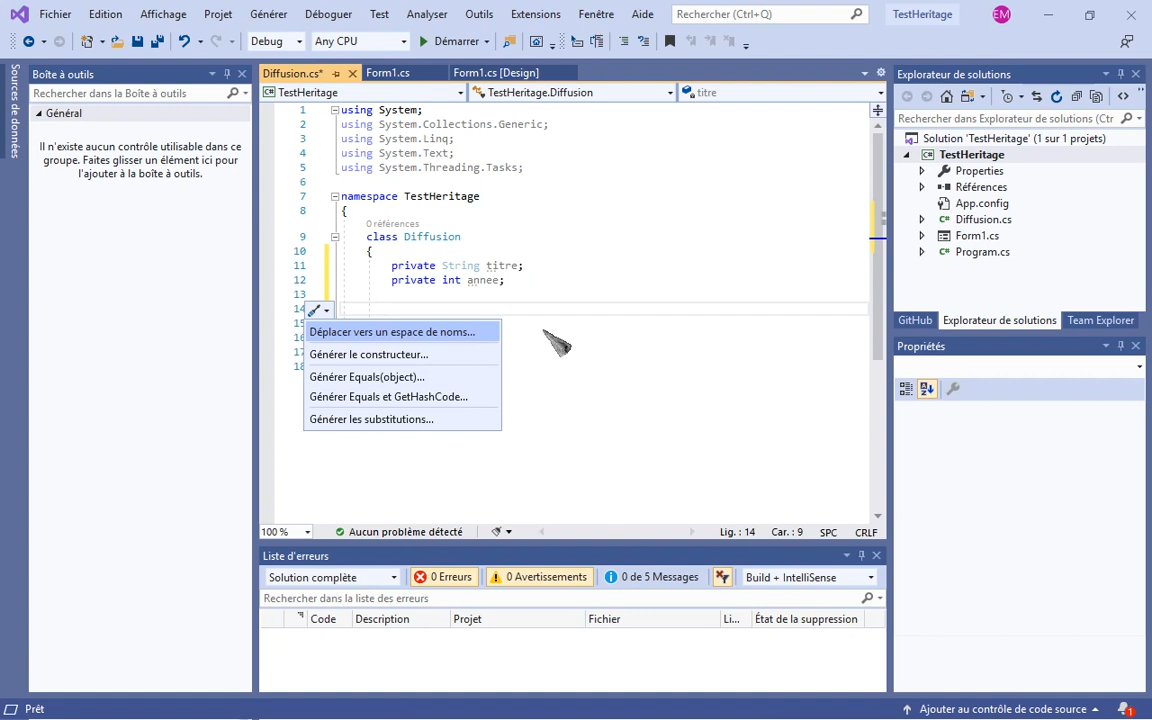 Fichier Edition Affichage Projet Générer Déboguer Test Analyser Outils Extensions Fenêtre Aide Rechercher (Ctrl+Q) TestHeritage EM
Debug Any CPU Démarrer
Sources de données
Boîte à outils
Rechercher dans la Boîte à outils
Général
Il n'existe aucun contrôle utilisable dans ce
groupe. Faites glisser un élément ici pour
l'ajouter à la boîte à outils.
Diffusion.cs* Form1.cs Form1.cs [Design]
TestHeritage TestHeritage.Diffusion titre
1 using System;
2 using System.Collections.Generic;
3 using System.Linq;
4 using System.Text;
5 using System.Threading.Tasks;
6
7 namespace TestHeritage
8 {
0 références
9 class Diffusion
10 {
11 private String titre;
12 private int annee;
13
14
Déplacer vers un espace de noms...
Générer le constructeur...
Générer Equals(object)...
Générer Equals et GetHashCode...
Générer les substitutions...
100 % Aucun problème détecté Lig. : 14 Car. : 9 SPC CRLF
Liste d'erreurs
Solution complète 0 Erreurs 0 Avertissements 0 de 5 Messages Build + IntelliSense
Rechercher dans la liste des erreurs
Code Description Projet Fichier Li... État de la suppression
Explorateur de solutions
Rechercher dans Explorateur de solutions (Ctr
Solution 'TestHeritage' (1 sur 1 projets)
TestHeritage
Properties
Références
App.config
Diffusion.cs
Form1.cs
Program.cs
GitHub Explorateur de solutions Team Explorer
Propriétés
Prêt Ajouter au contrôle de code source 1